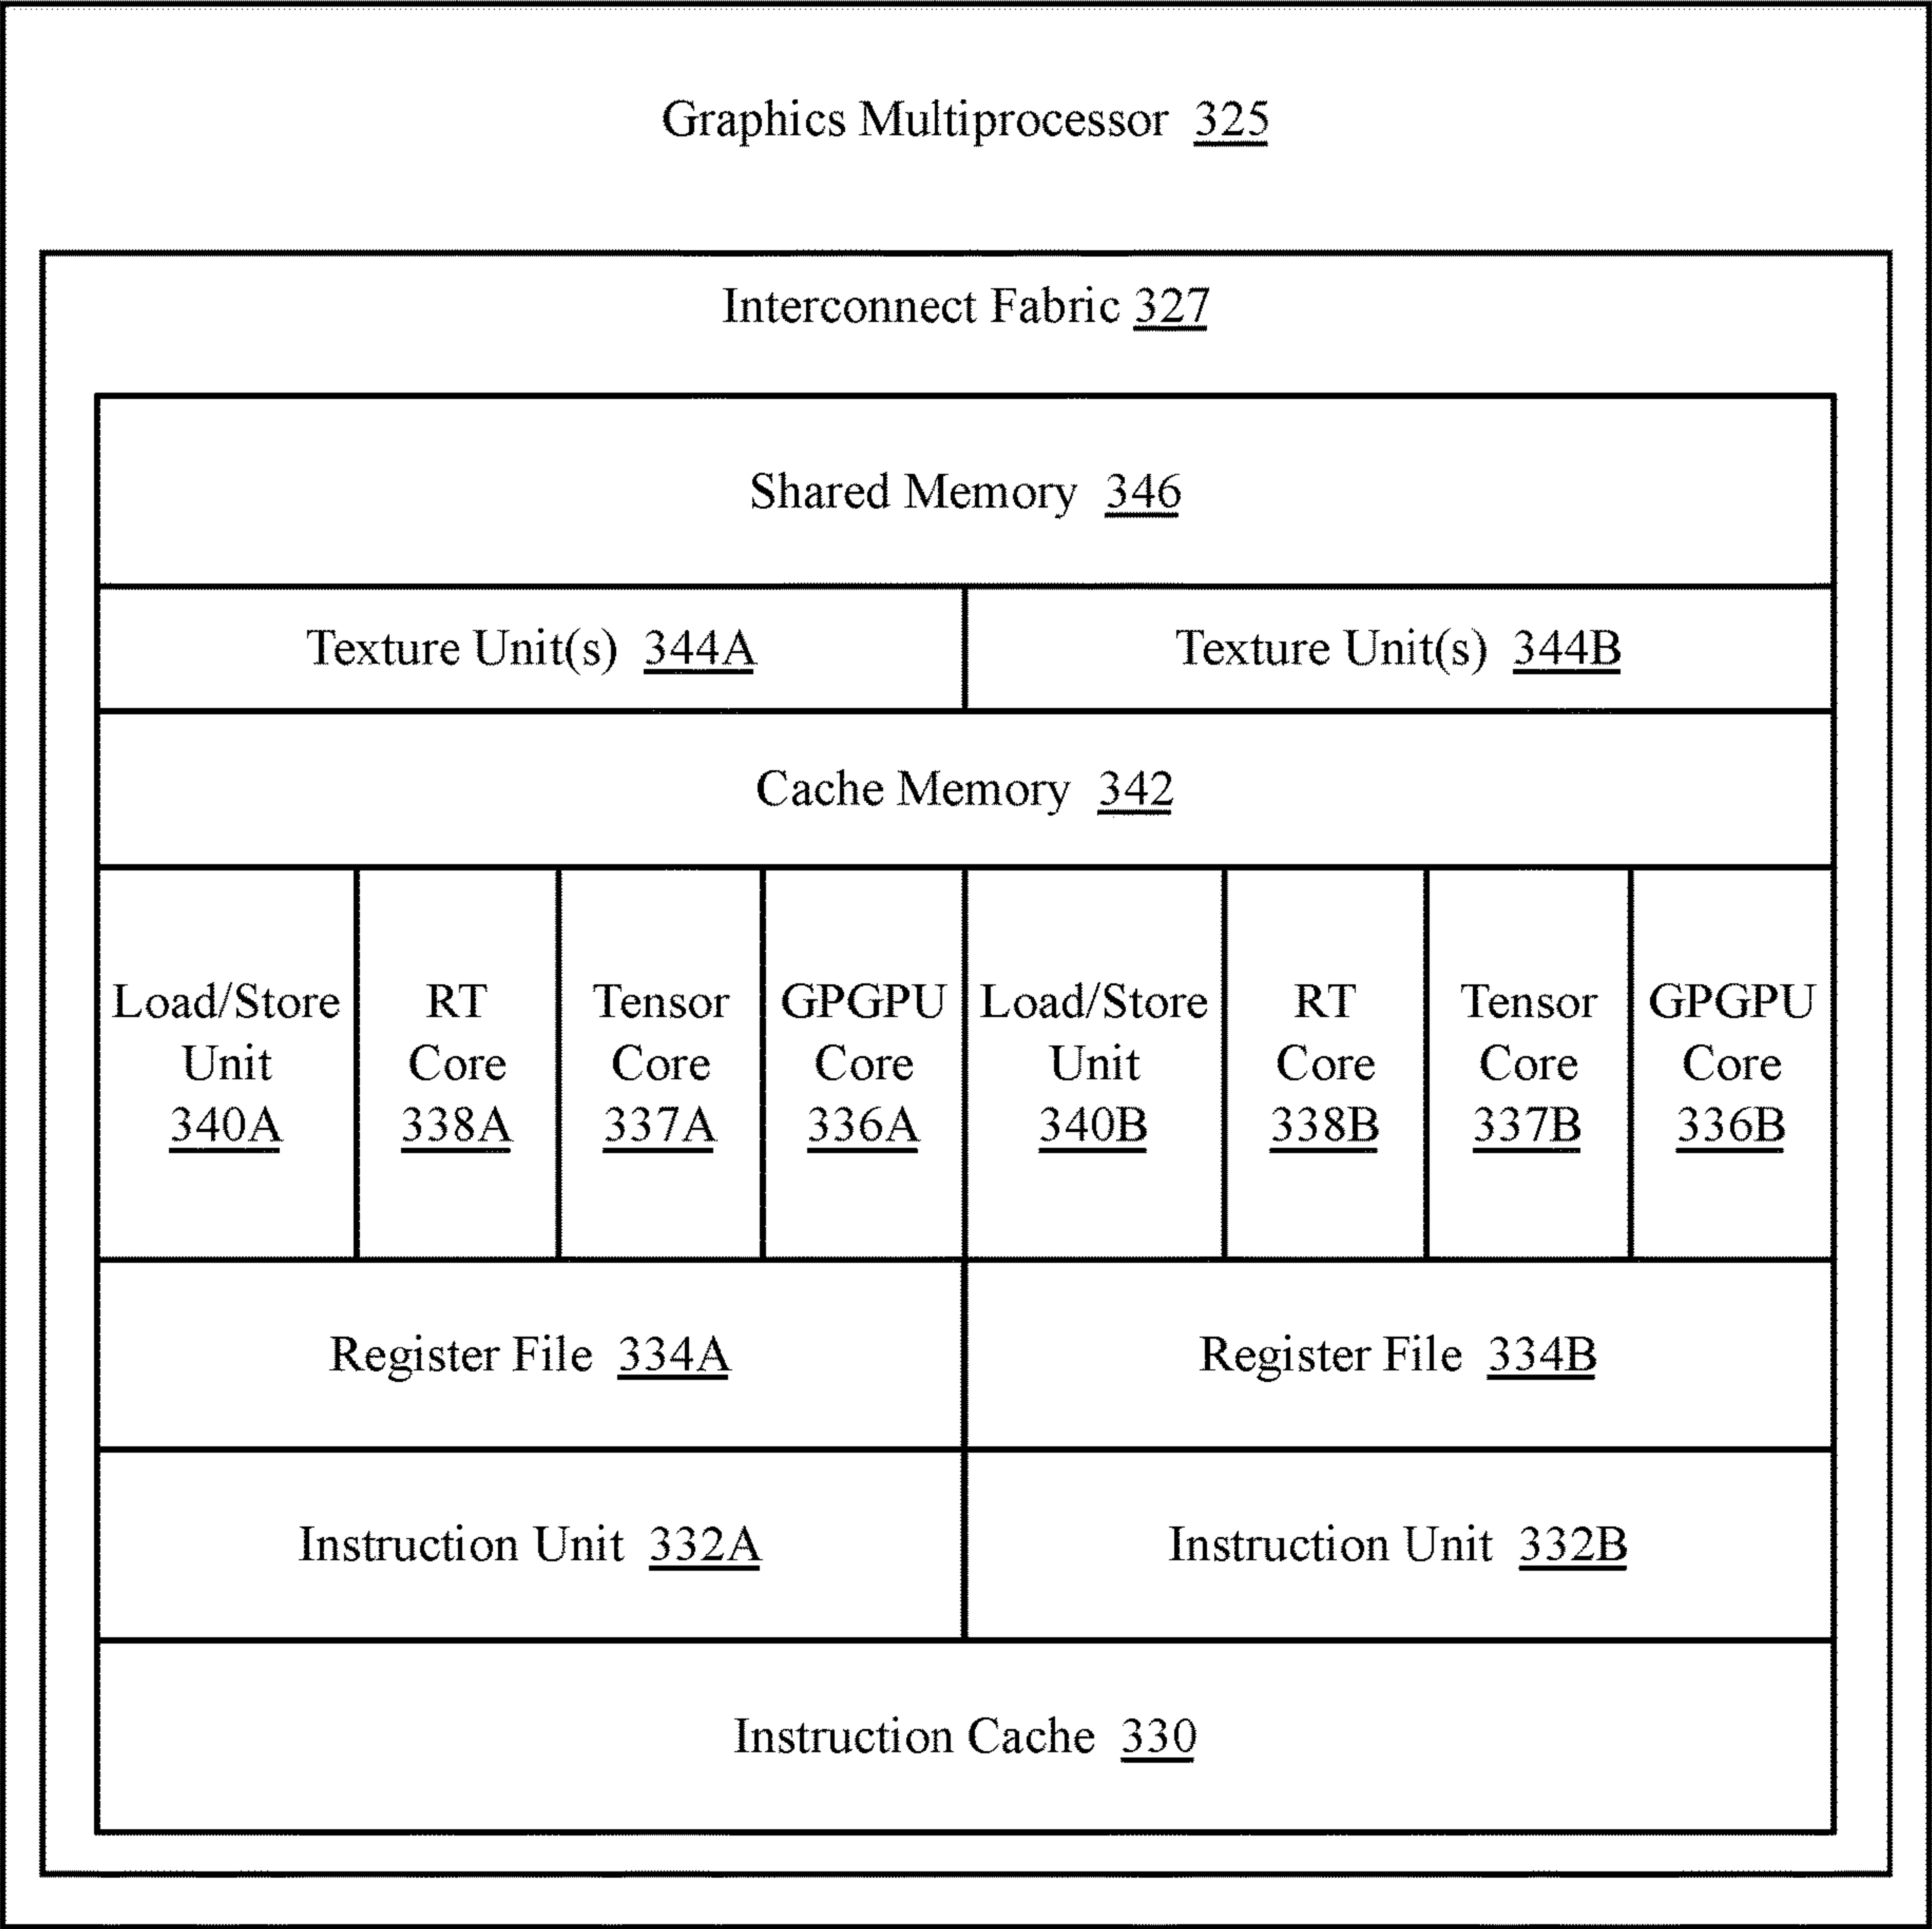 Graphics Multiprocessor 325
Interconnect Fabric 327
Shared Memory 346
Texture Unit(s) 344A
Texture Unit(s) 344B
Cache Memory 342
Load/Store
Unit
340A
RT
Core
338A
Tensor
Core
337A
GPGPU
Core
336A
Load/Store
Unit
340B
RT
Core
338B
Tensor
Core
337B
GPGPU
Core
336B
Register File 334A
Register File 334B
Instruction Unit 332A
Instruction Unit 332B
Instruction Cache 330